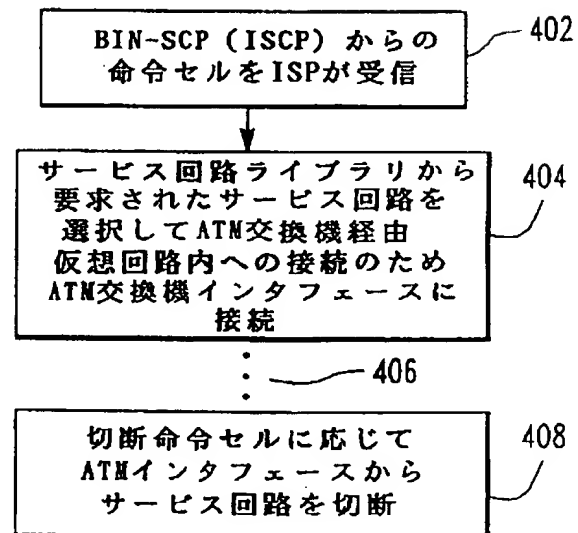 BIN-SCP（ISCP）からの
命令セルをISPが受信
402
サービス回路ライブラリから
要求されたサービス回路を
選択してATM交換機経由
仮想回路内への接続のため
ATM交換機インタフェースに
接続
404
406
切断命令セルに応じて
ATMインタフェースから
サービス回路を切断
408